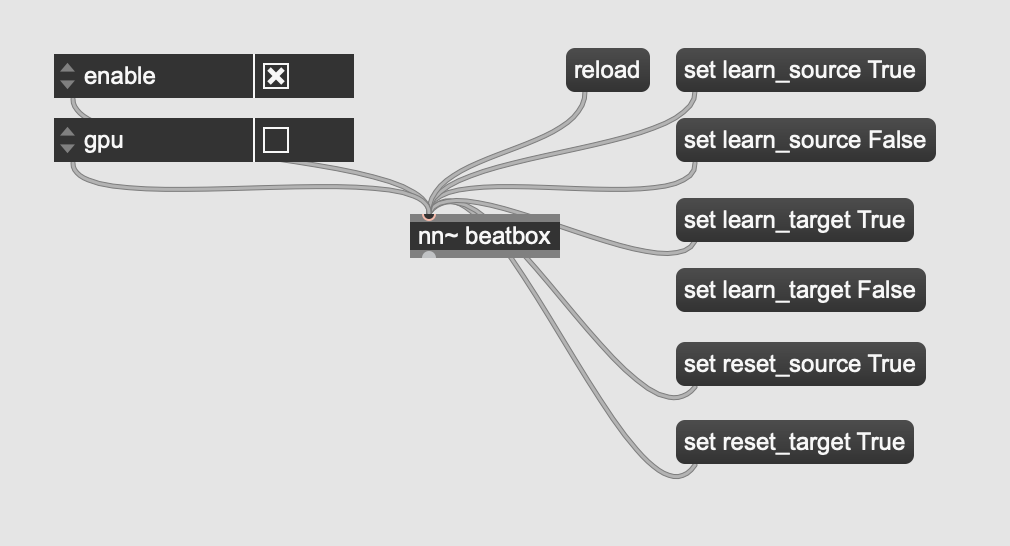 enable
gpu
reload
set learn_source True
set learn_source False
nn~ beatbox
set learn_target True
set learn_target False
set reset_source True
set reset_target True